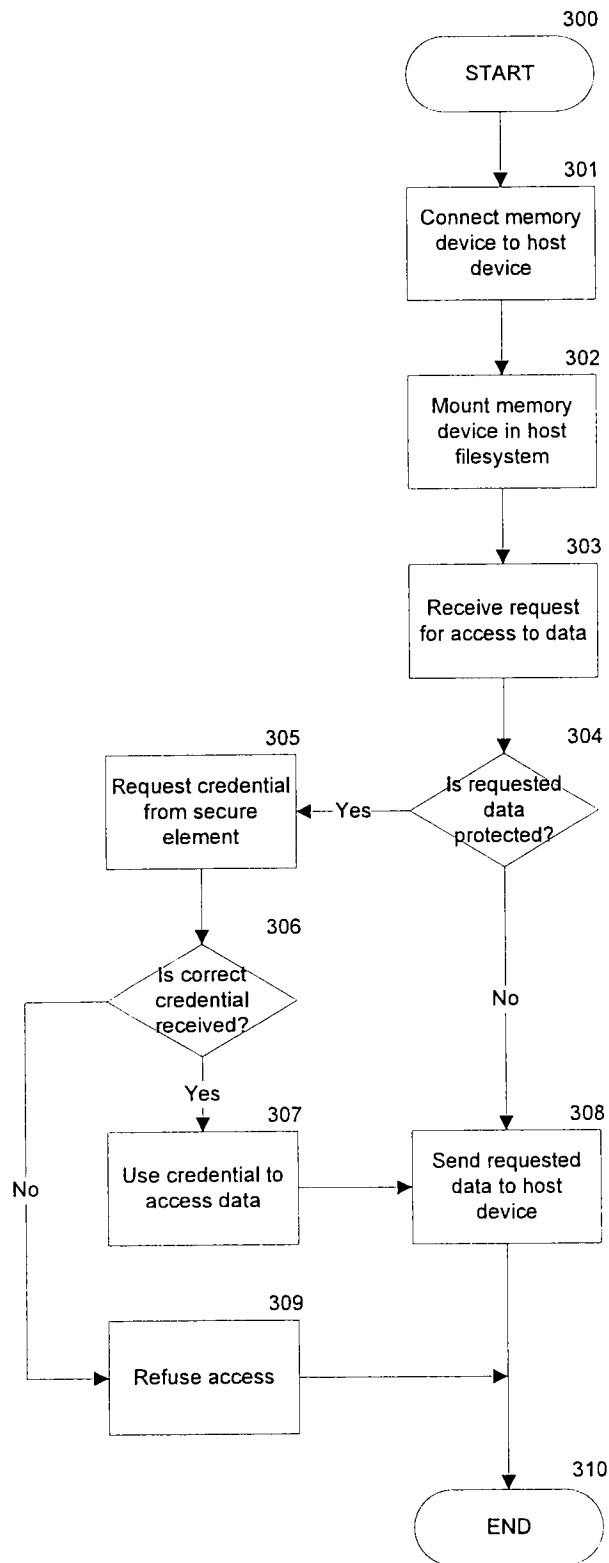 300
START
301
Connect memory
device to host
device
302
Mount memory
device in host
filesystem
303
Receive request
for access to data
304
Is requested
data
protected?
Yes
305
Request credential
from secure
element
306
Is correct
credential
received?
No
Yes
No
307
Use credential to
access data
308
Send requested
data to host
device
309
Refuse access
310
END